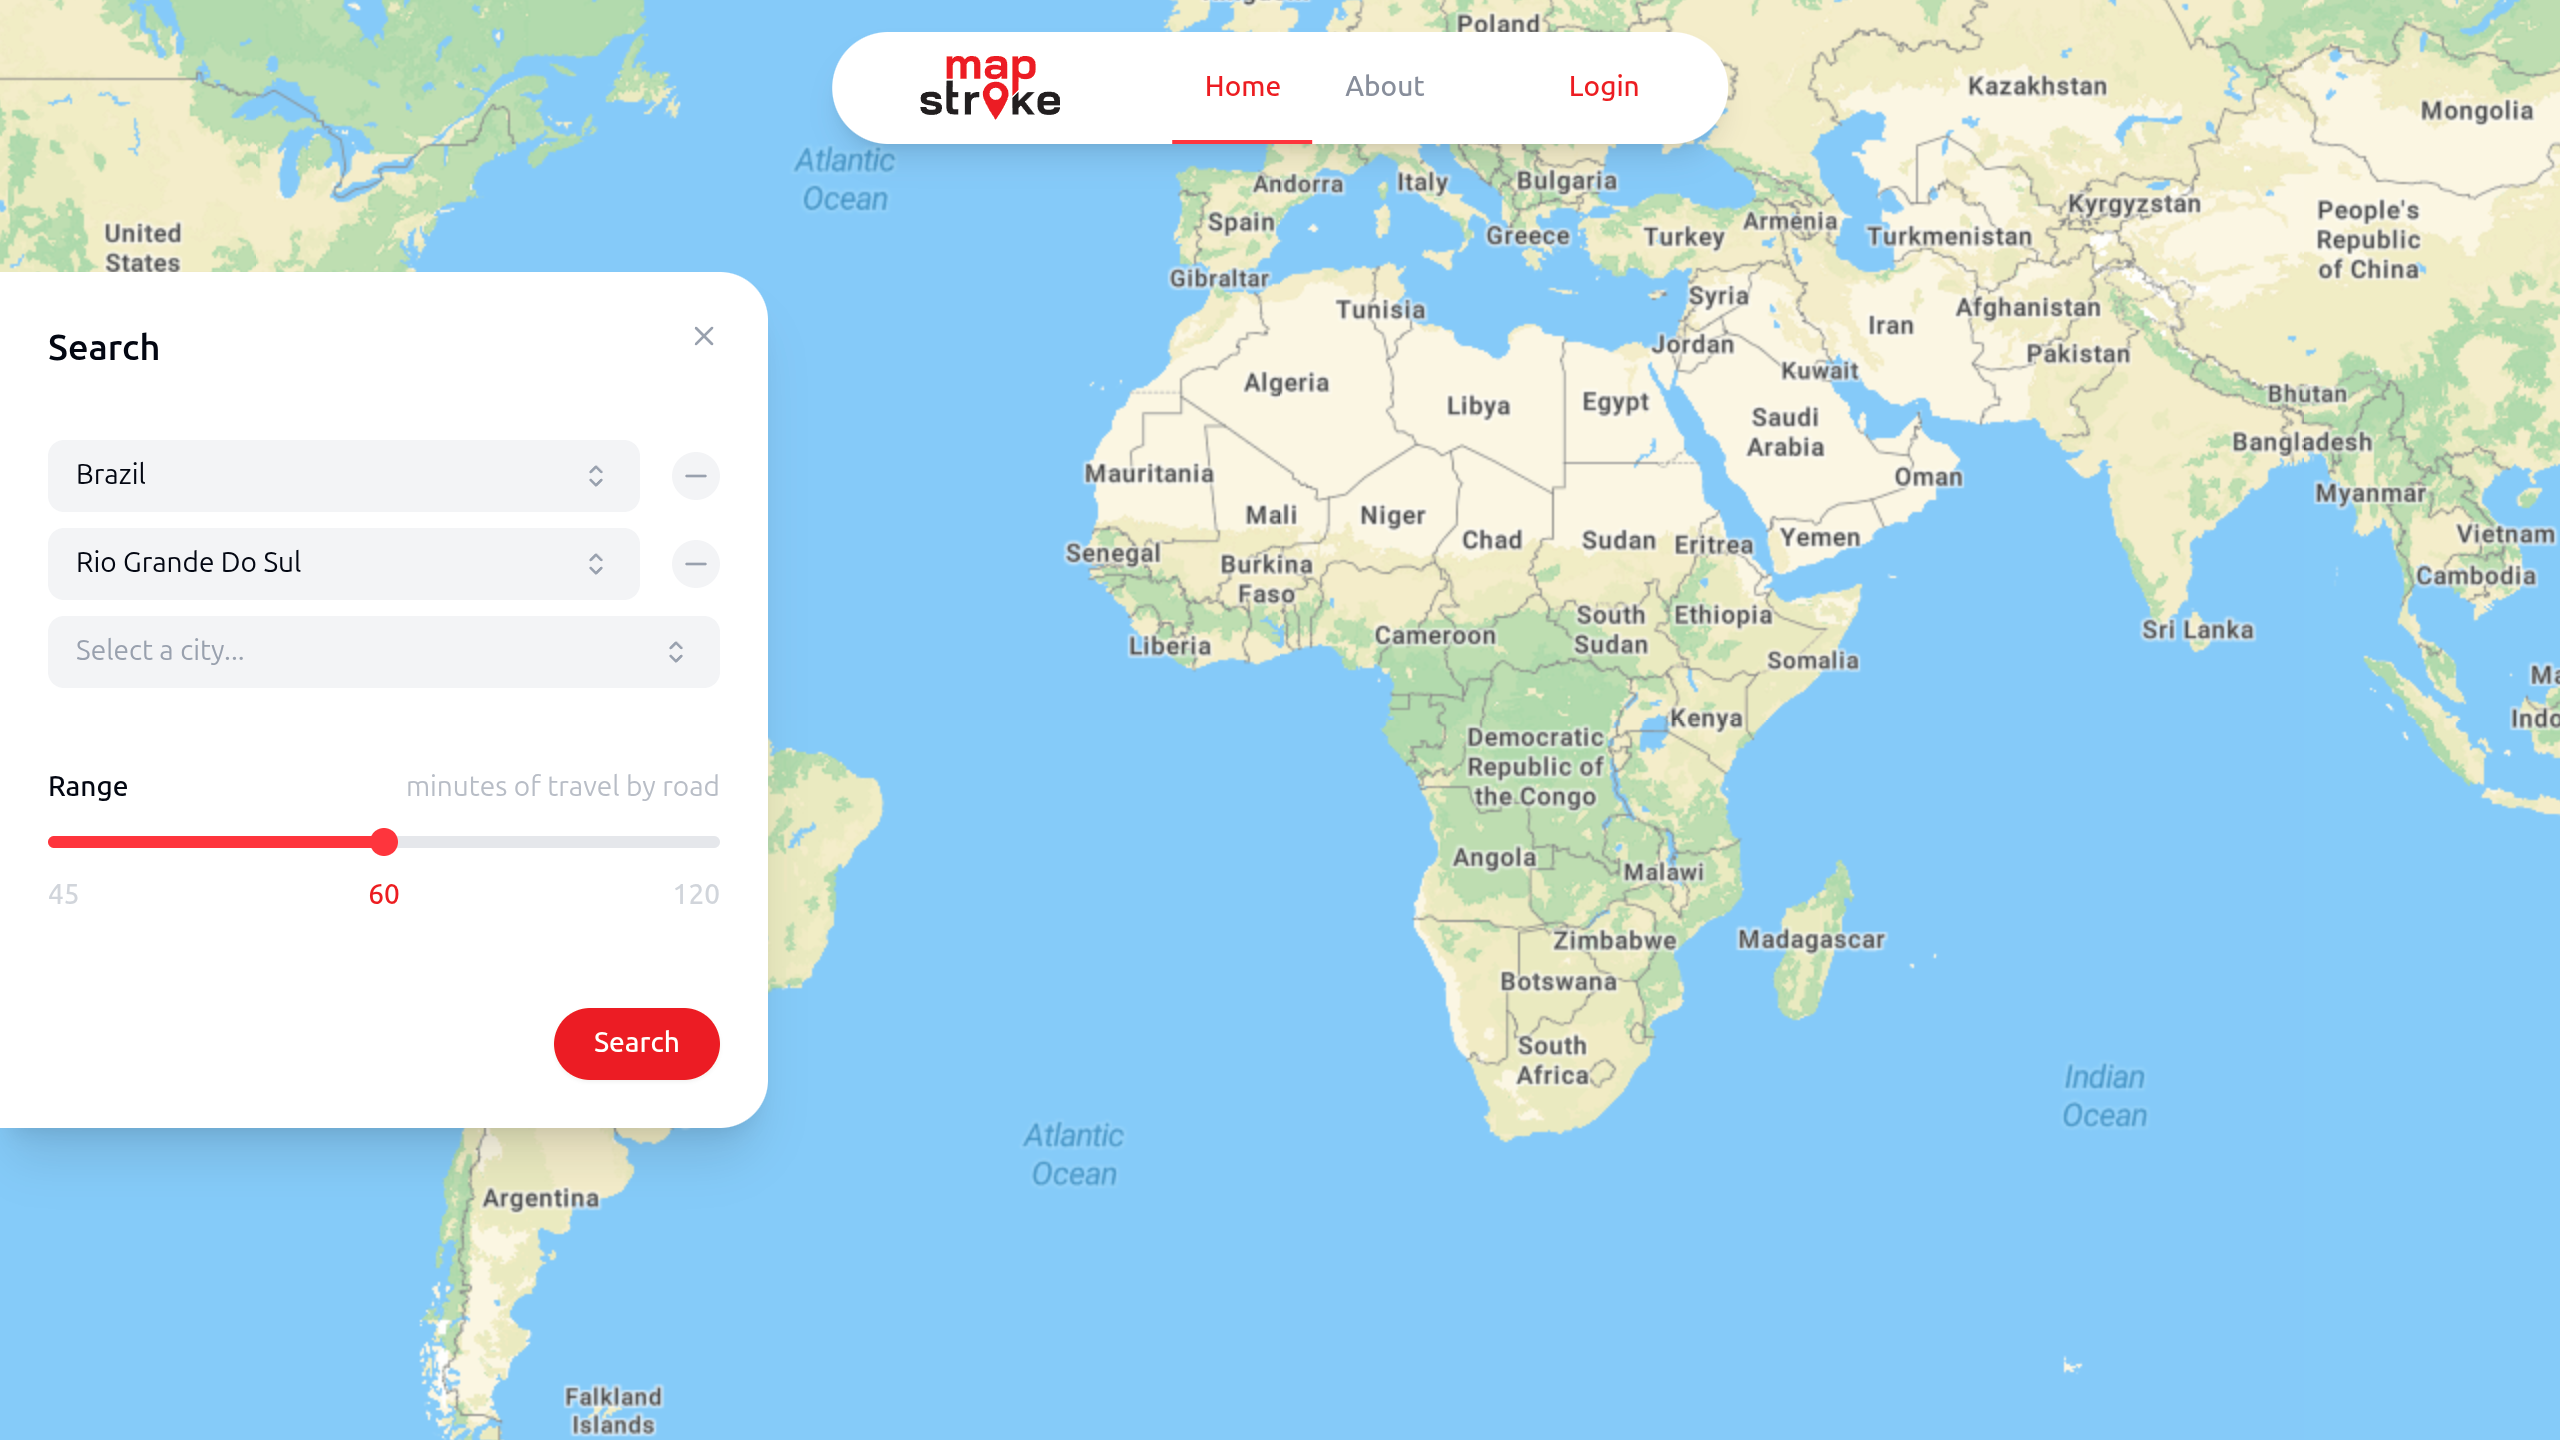 map
stroke
Home
About
Login
Search
Brazil
Rio Grande Do Sul
Select a city...
Range
minutes of travel by road
45
60
120
Search
Poland
Kazakhstan
Mongolia
Atlantic
Ocean
Andorra
Italy
Bulgaria
Spain
Greece
Turkey
Armenia
Turkmenistan
Kyrgyzstan
People's
Republic
of China
United
States
Gibraltar
Tunisia
Syria
Afghanistan
Iran
Jordan
Pakistan
Kuwait
Algeria
Libya
Egypt
Saudi
Arabia
Bhutan
Bangladesh
Mauritania
Oman
Myanmar
Mali
Niger
Chad
Sudan
Eritrea
Yemen
Vietnam
Senegal
Burkina
Faso
Cambodia
South
Sudan
Ethiopia
Sri Lanka
Liberia
Cameroon
Somalia
Ma
Kenya
Indo
Democratic
Republic of
the Congo
Angola
Malawi
Zimbabwe
Madagascar
Botswana
South
Africa
Indian
Ocean
Atlantic
Ocean
Argentina
Falkland
Islands